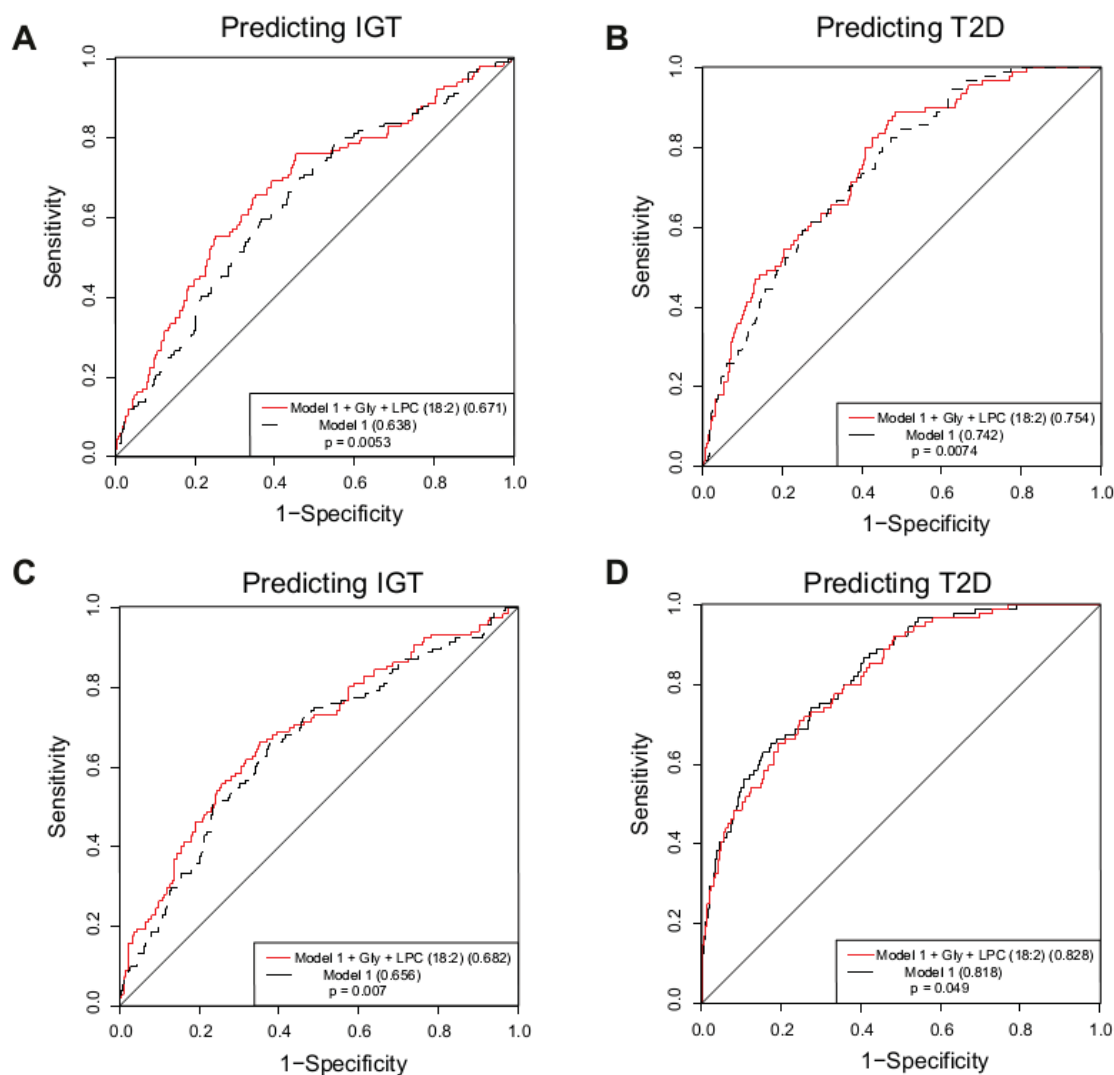 A
Predicting IGT
Sensitivity
1.0
0.8
0.6
0.4
0.2
0.0
Model 1 + Gly + LPC (18:2) (0.671)
Model 1 (0.638)
p = 0.0053
0.0 0.2 0.4 0.6 0.8 1.0
1−Specificity
B
Predicting T2D
Sensitivity
1.0
0.8
0.6
0.4
0.2
0.0
Model 1 + Gly + LPC (18:2) (0.754)
Model 1 (0.742)
p = 0.0074
0.0 0.2 0.4 0.6 0.8 1.0
1−Specificity
C
Predicting IGT
Sensitivity
1.0
0.8
0.6
0.4
0.2
0.0
Model 1 + Gly + LPC (18:2) (0.682)
Model 1 (0.656)
p = 0.007
0.0 0.2 0.4 0.6 0.8 1.0
1−Specificity
D
Predicting T2D
Sensitivity
1.0
0.8
0.6
0.4
0.2
0.0
Model 1 + Gly + LPC (18:2) (0.828)
Model 1 (0.818)
p = 0.049
0.0 0.2 0.4 0.6 0.8 1.0
1−Specificity